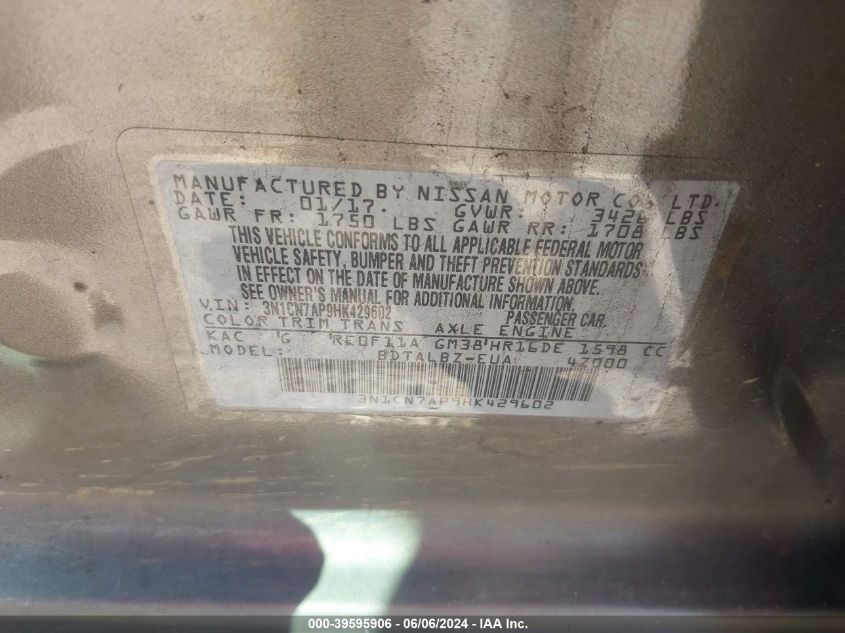 MANUFACTURED BY NISSAN MOTOR CO., LTD.
DATE: 01/17. GVWR: 3426 LBS
GAWR FR: 1750 LBS GAWR RR: 1708 LBS
THIS VEHICLE CONFORMS TO ALL APPLICABLE FEDERAL MOTOR
VEHICLE SAFETY, BUMPER AND THEFT PREVENTION STANDARDS
IN EFFECT ON THE DATE OF MANUFACTURE SHOWN ABOVE.
SEE OWNER'S MANUAL FOR ADDITIONAL INFORMATION.
V.IN: 3N1CN7AP9HK429602 PASSENGER CAR.
COLOR TRIM TRANS AXLE ENGINE
KAC G RE0F11A GM38 HR16DE 1598 CC
MODEL: BDTALBZ-EUA 47000
3N1CN7AP9HK429602
000-39595906 - 06/06/2024 - IAA Inc.